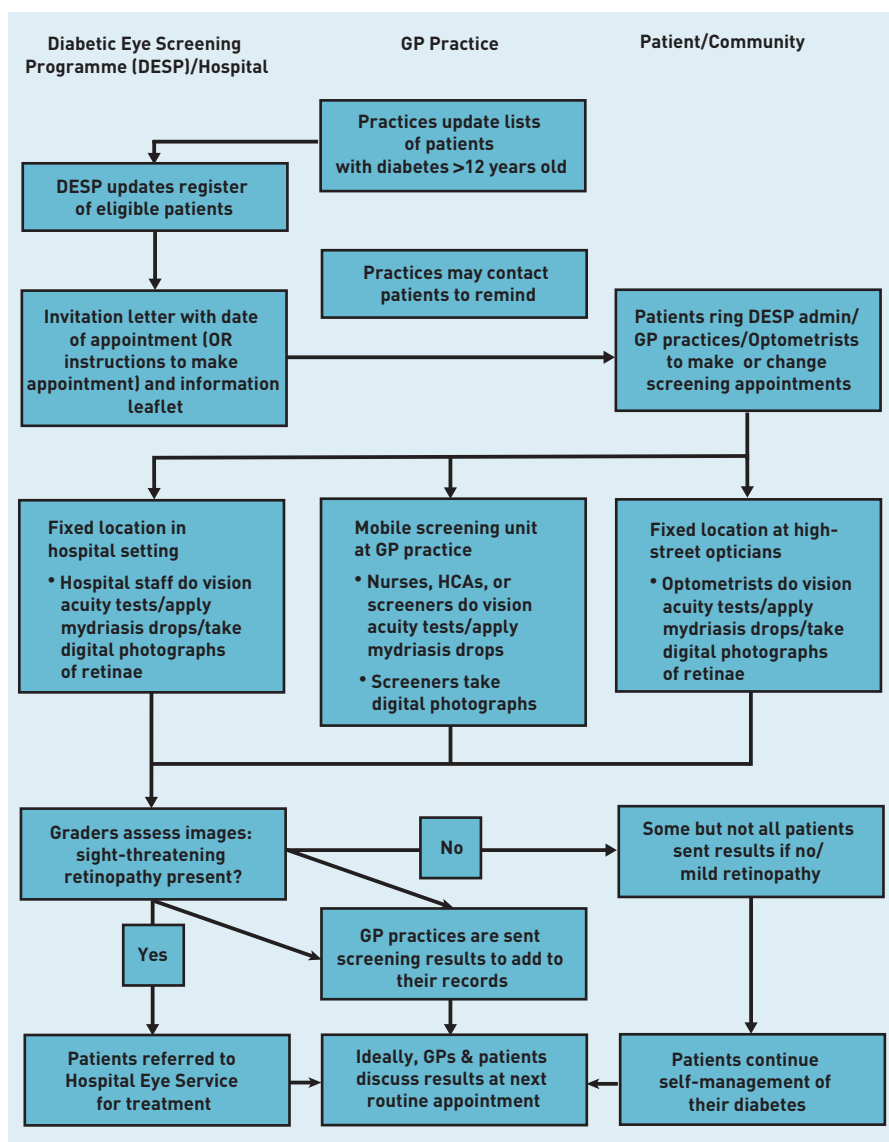 Diabetic Eye Screening
Programme (DESP)/Hospital
GP Practice
Patient/Community
Practices update lists
of patients
with diabetes >12 years old
DESP updates register
of eligible patients
Practices may contact
patients to remind
Invitation letter with date
of appointment (OR
instructions to make
appointment) and information
leaflet
Patients ring DESP admin/
GP practices/Optometrists
to make or change
screening appointments
Fixed location in
hospital setting
• Hospital staff do vision
acuity tests/apply
mydriasis drops/take
digital photographs
of retinae
Mobile screening unit
at GP practice
• Nurses, HCAs, or
screeners do vision
acuity tests/apply
mydriasis drops
• Screeners take
digital photographs
Fixed location at high-
street opticians
• Optometrists do vision
acuity tests/apply
mydriasis drops/take
digital photographs
of retinae
Graders assess images:
sight-threatening
retinopathy present?
No
Some but not all patients
sent results if no/
mild retinopathy
Yes
GP practices are sent
screening results to add to
their records
Patients referred to
Hospital Eye Service
for treatment
Ideally, GPs & patients
discuss results at next
routine appointment
Patients continue
self-management of
their diabetes